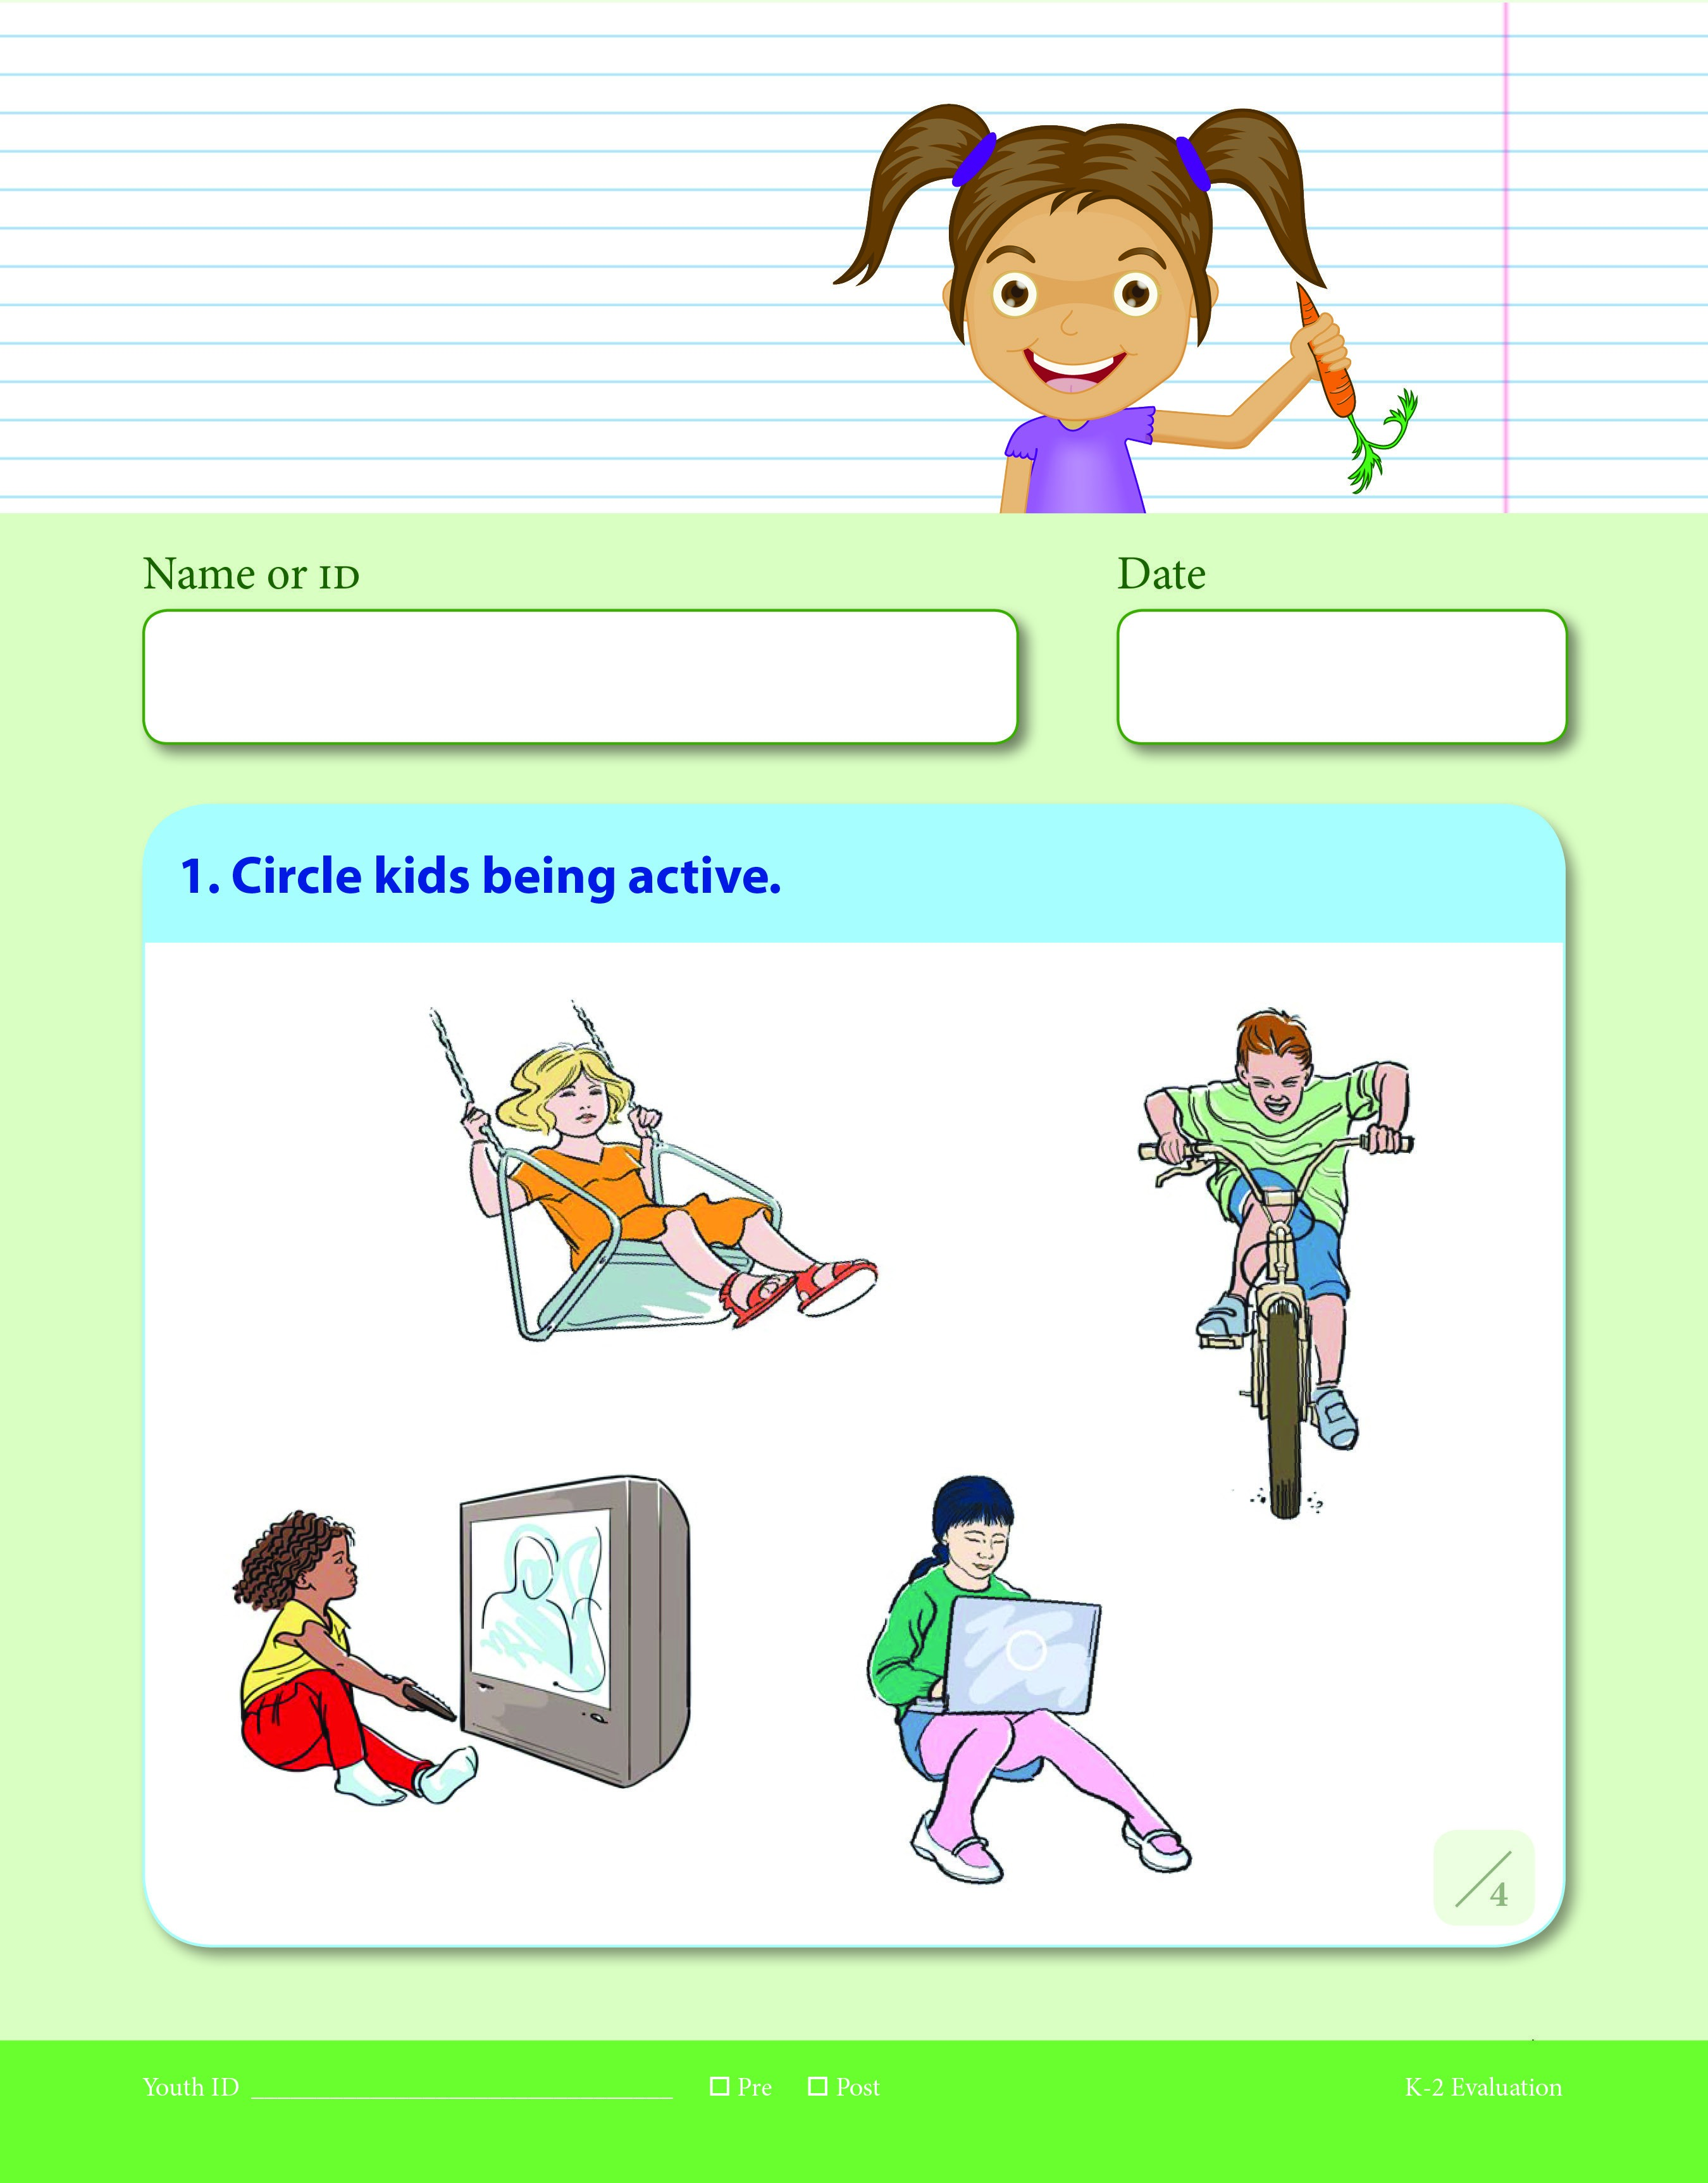 Name or ID
Date
1. Circle kids being active.
/4
Youth ID ☐ Pre ☐ Post
K-2 Evaluation